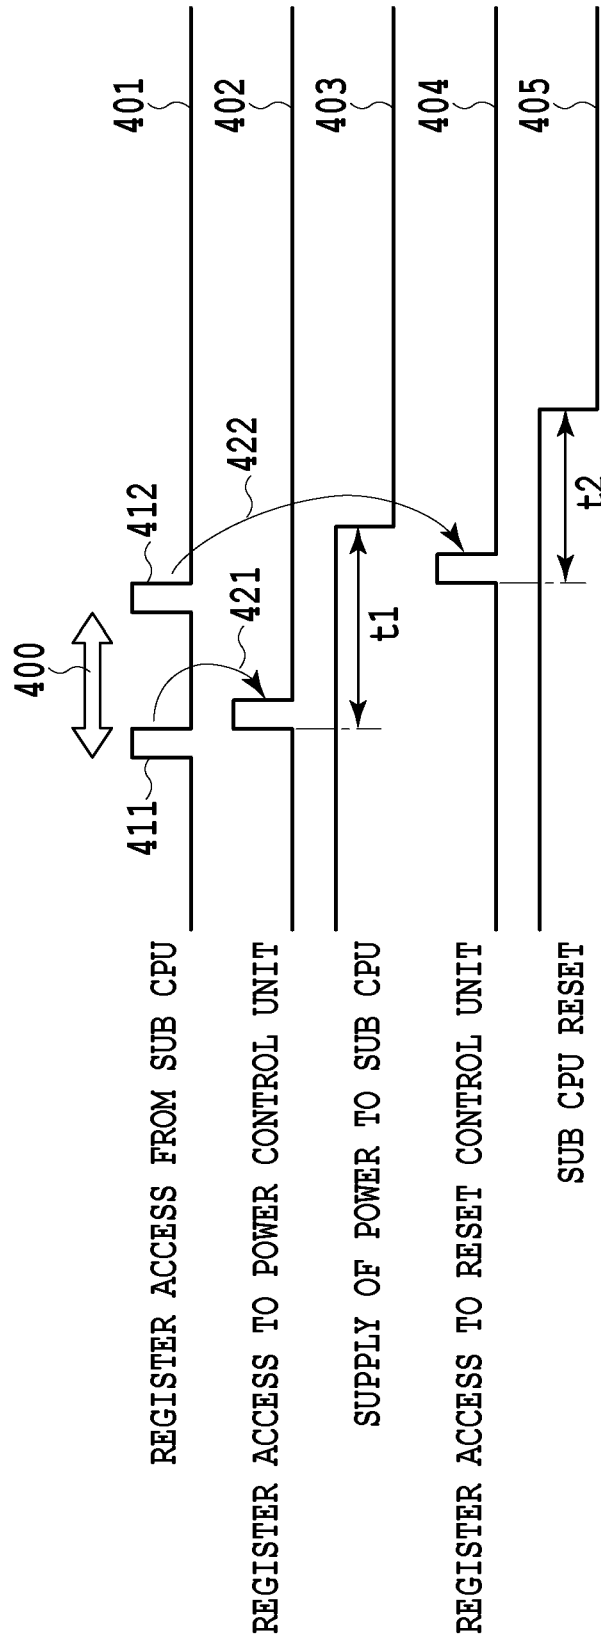 400
411
412
401
REGISTER ACCESS FROM SUB CPU
421
422
402
REGISTER ACCESS TO POWER CONTROL UNIT
403
SUPPLY OF POWER TO SUB CPU
t1
404
REGISTER ACCESS TO RESET CONTROL UNIT
405
SUB CPU RESET
t2